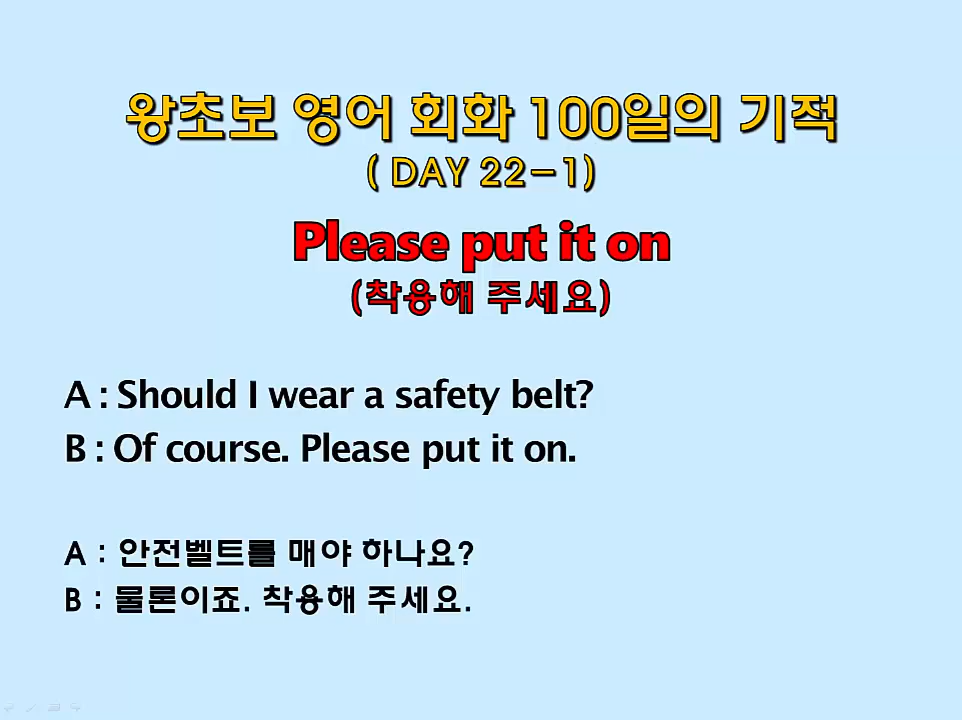 왕초보 영어 회화 100일의 기적
( DAY 22-1)
Please put it on
(착용해 주세요)
A : Should I wear a safety belt?
B : Of course. Please put it on.
A : 안전벨트를 매야 하나요?
B : 물론이죠. 착용해 주세요.